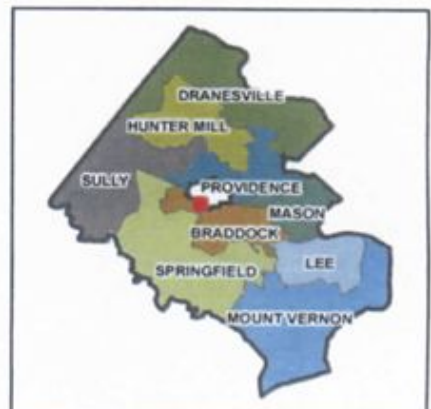 DRANESVILLE
HUNTER MILL
SULLY
PROVIDENCE
MASON
BRADDOCK
LEE
SPRINGFIELD
MOUNT VERNON